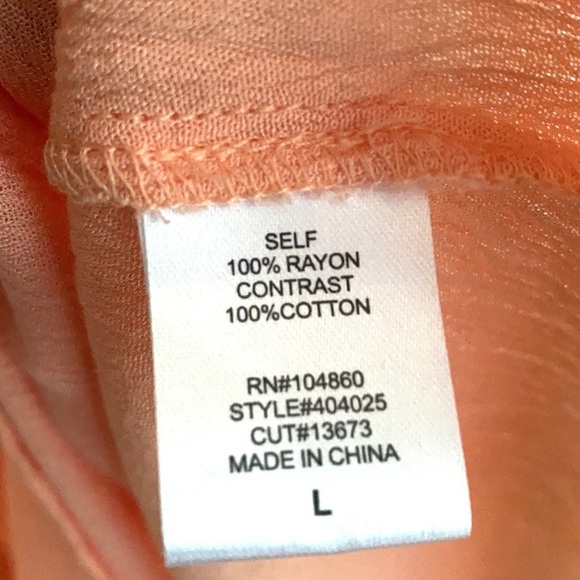 SELF
100% RAYON
CONTRAST
100%COTTON
RN#104860
STYLE#404025
CUT#13673
MADE IN CHINA
L